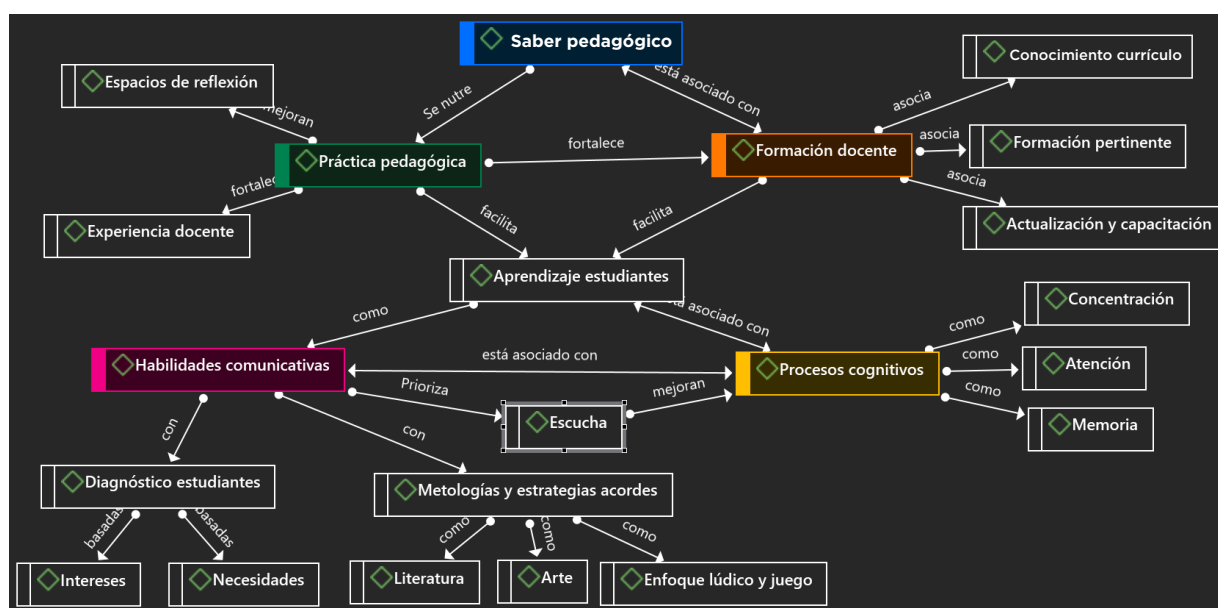 Saber pedagógico
Conocimiento currículo
Espacios de reflexión
está asociado con
Se nutre
asocia
mejoran
Práctica pedagógica
fortalece
Formación docente
asocia
Formación pertinente
asocia
fortalece
Experiencia docente
facilita
facilita
Actualización y capacitación
Aprendizaje estudiantes
como
está asociado con
Concentración
como
Habilidades comunicativas
está asociado con
Procesos cognitivos
como
Atención
Prioriza
mejoran
como
Escucha
Memoria
con
con
Diagnóstico estudiantes
Metologías y estrategias acordes
basadas
basadas
como
como
como
Intereses
Necesidades
Literatura
Arte
Enfoque lúdico y juego